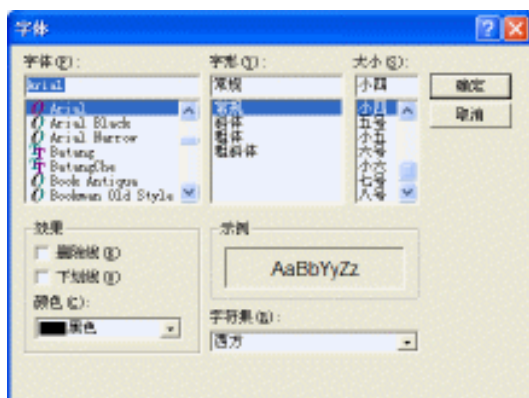 字体
字体(F):
Arial
Arial
Arial Black
Arial Narrow
Batang
BatangChe
Book Antiqua
Bookman Old Style
字形(Y):
常规
常规
斜体
粗体
粗斜体
大小(S):
小四
小四
五号
小五
六号
小六
七号
八号
确定
取消
效果
删除线(K)
下划线(U)
颜色(C):
黑色
示例
AaBbYyZz
字符集(R):
西方